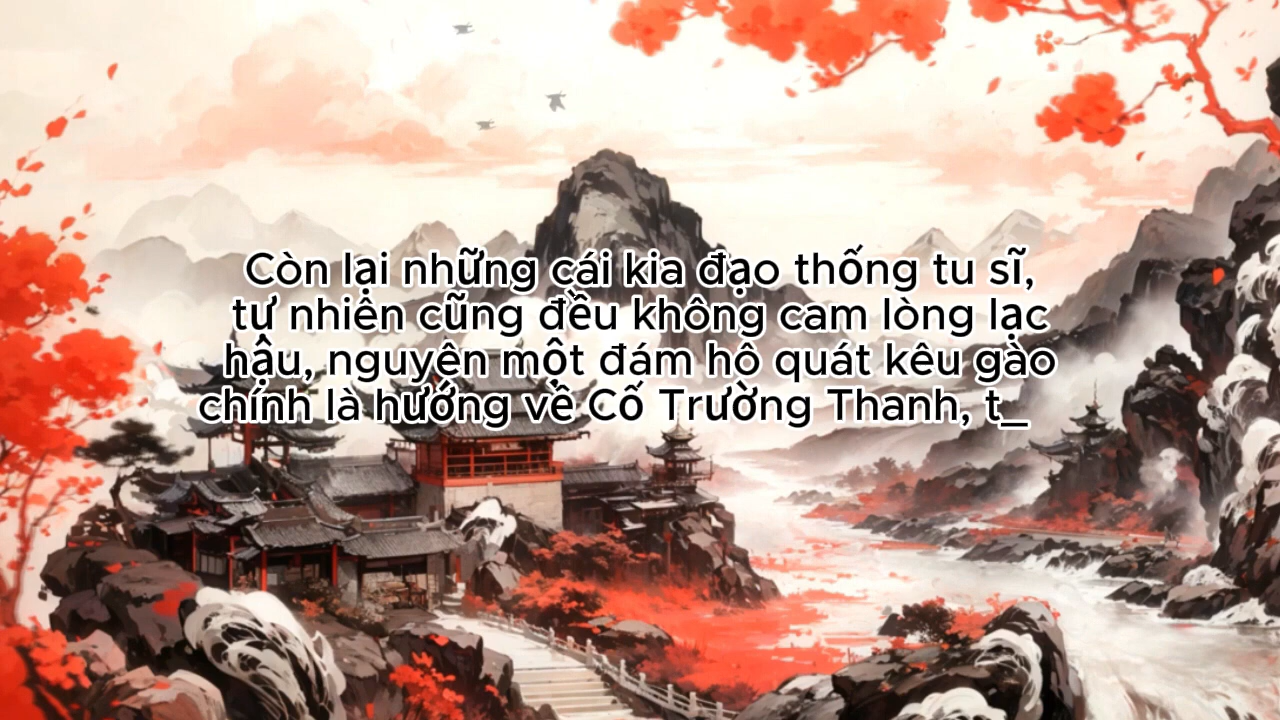 Còn lại những cái kia đạo thống tu sĩ,
tự nhiên cũng đều không cam lòng lạc
hậu, nguyên một đám hô quát kêu gào
chính là hướng về Cố Trường Thanh, t_